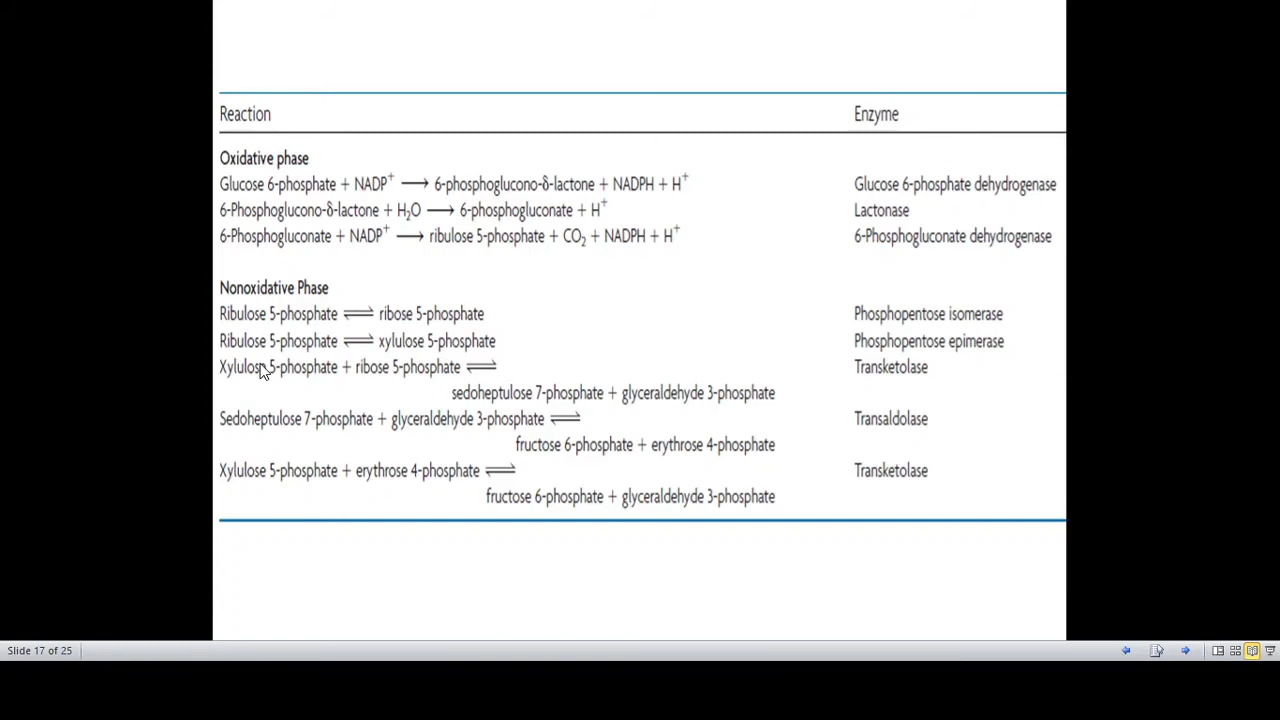 Reaction Enzyme
Oxidative phase
Glucose 6-phosphate + NADP⁺ ⟶ 6-phosphoglucono-δ-lactone + NADPH + H⁺ Glucose 6-phosphate dehydrogenase
6-Phosphoglucono-δ-lactone + H₂O ⟶ 6-phosphogluconate + H⁺ Lactonase
6-Phosphogluconate + NADP⁺ ⟶ ribulose 5-phosphate + CO₂ + NADPH + H⁺ 6-Phosphogluconate dehydrogenase
Nonoxidative Phase
Ribulose 5-phosphate ⇌ ribose 5-phosphate Phosphopentose isomerase
Ribulose 5-phosphate ⇌ xylulose 5-phosphate Phosphopentose epimerase
Xylulose 5-phosphate + ribose 5-phosphate ⇌ Transketolase
sedoheptulose 7-phosphate + glyceraldehyde 3-phosphate
Sedoheptulose 7-phosphate + glyceraldehyde 3-phosphate ⇌ Transaldolase
fructose 6-phosphate + erythrose 4-phosphate
Xylulose 5-phosphate + erythrose 4-phosphate ⇌ Transketolase
fructose 6-phosphate + glyceraldehyde 3-phosphate
Slide 17 of 25